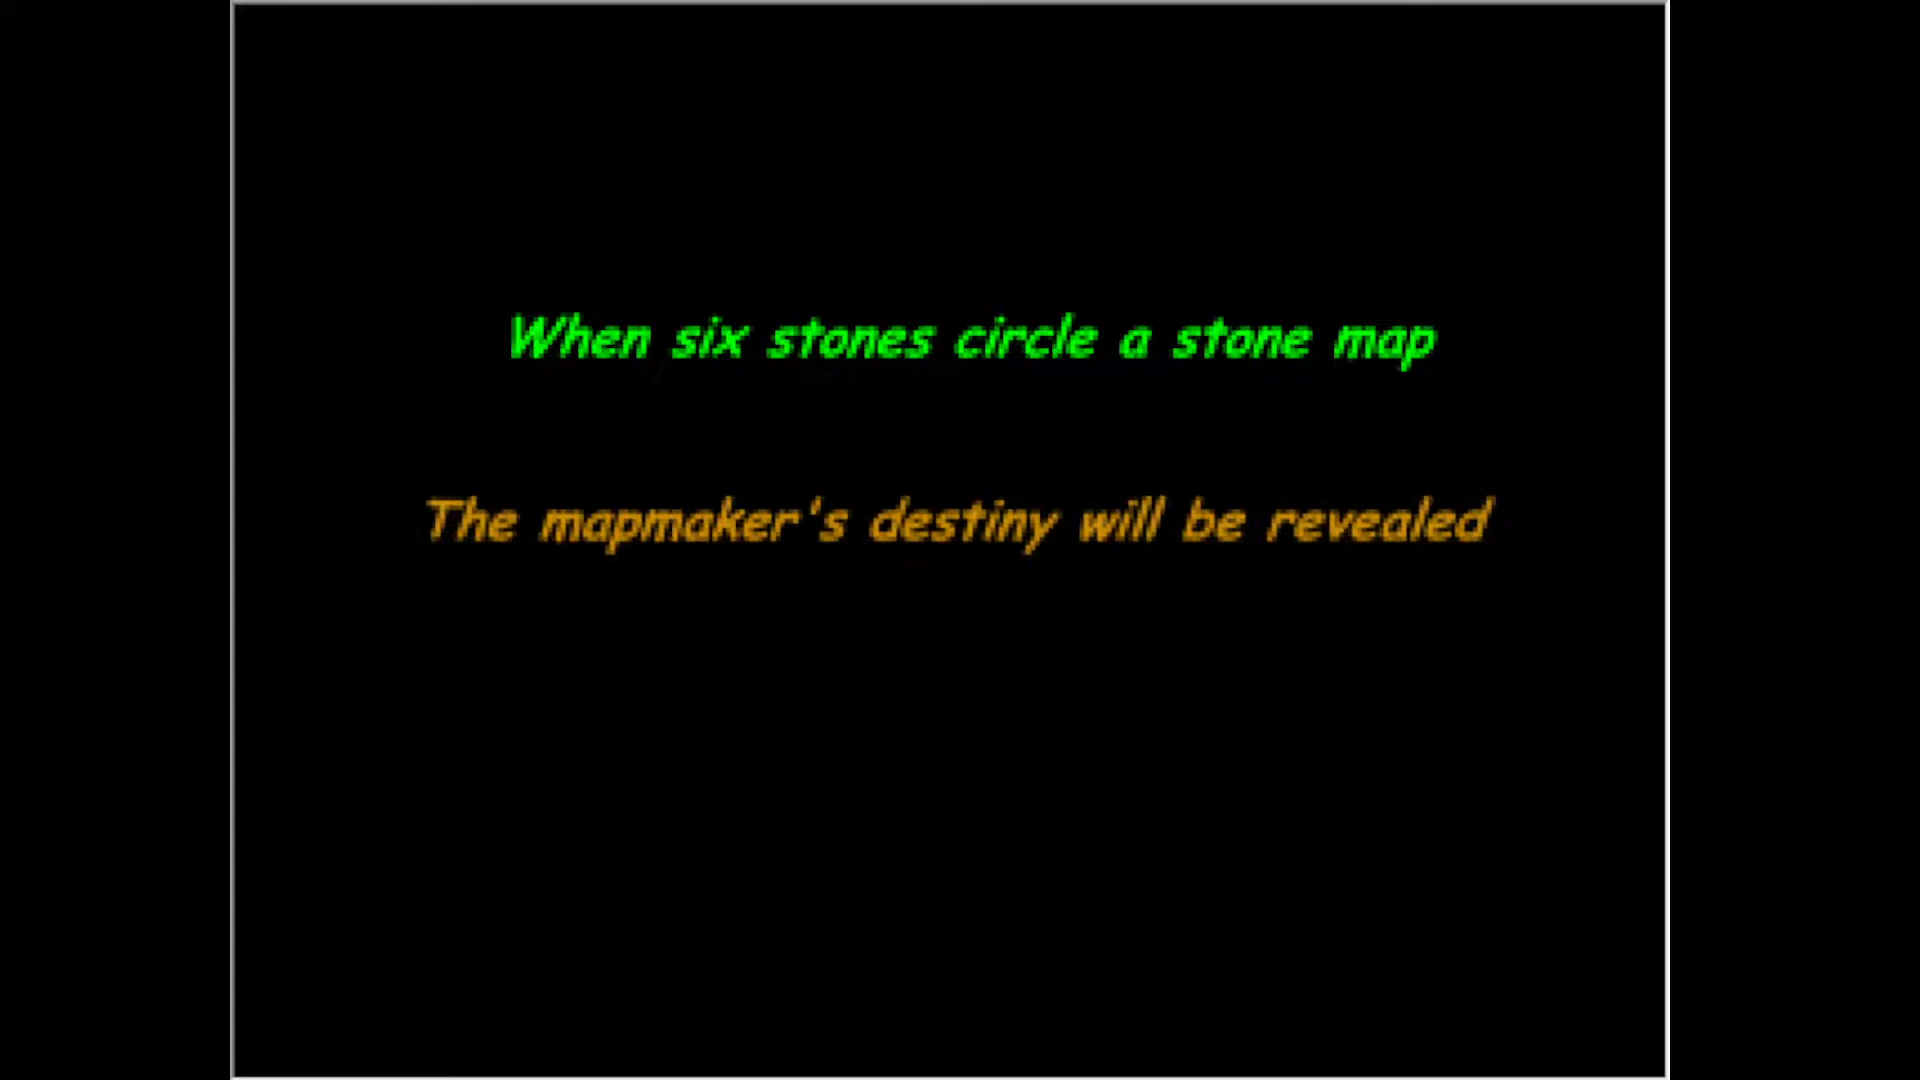 When six stones circle a stone map
The mapmaker's destiny will be revealed